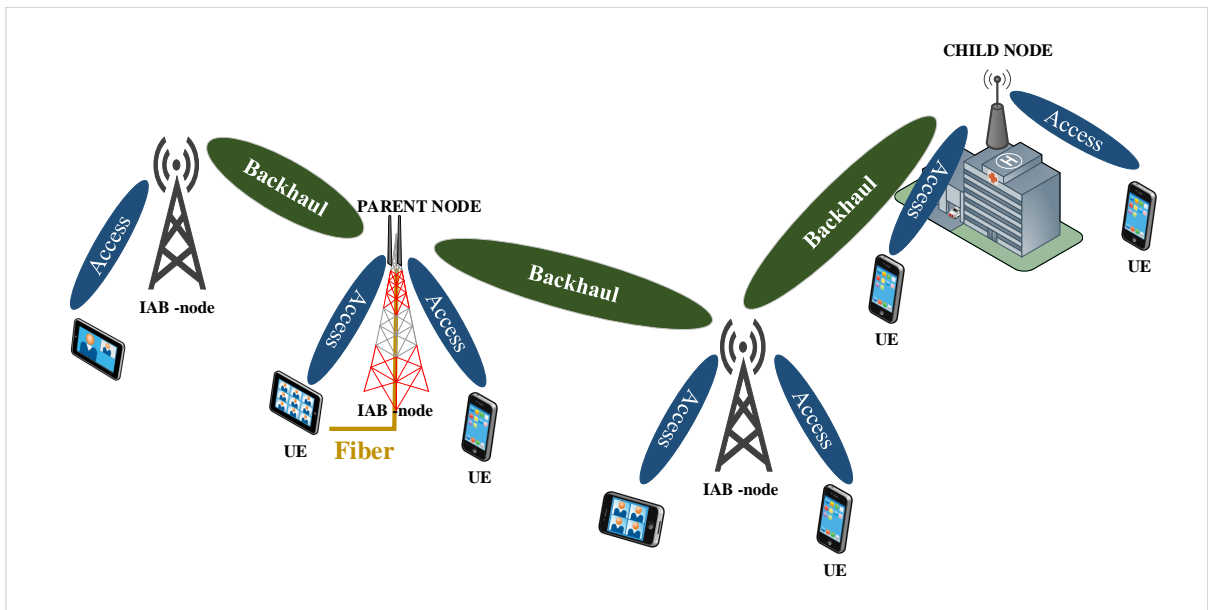 CHILD NODE
Access
Backhaul
Access
Backhaul
Access
PARENT NODE
Access
Backhaul
UE
IAB -node
Access
Access
UE
IAB -node
Access
Access
UE
Fiber
UE
IAB -node
UE
H